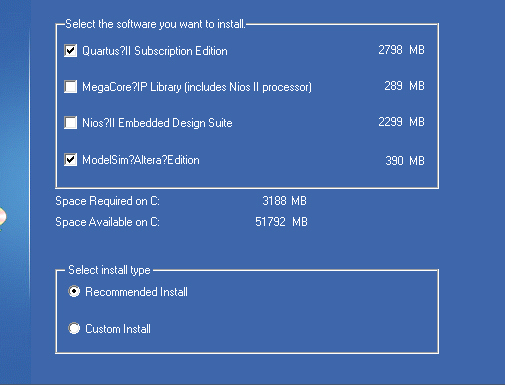 Select the software you want to install.
Quartus?II Subscription Edition 2798 MB
MegaCore?IP Library (includes Nios II processor) 289 MB
Nios?II Embedded Design Suite 2299 MB
ModelSim?Altera?Edition 390 MB
Space Required on C: 3188 MB
Space Available on C: 51792 MB
Select install type
Recommended Install
Custom Install